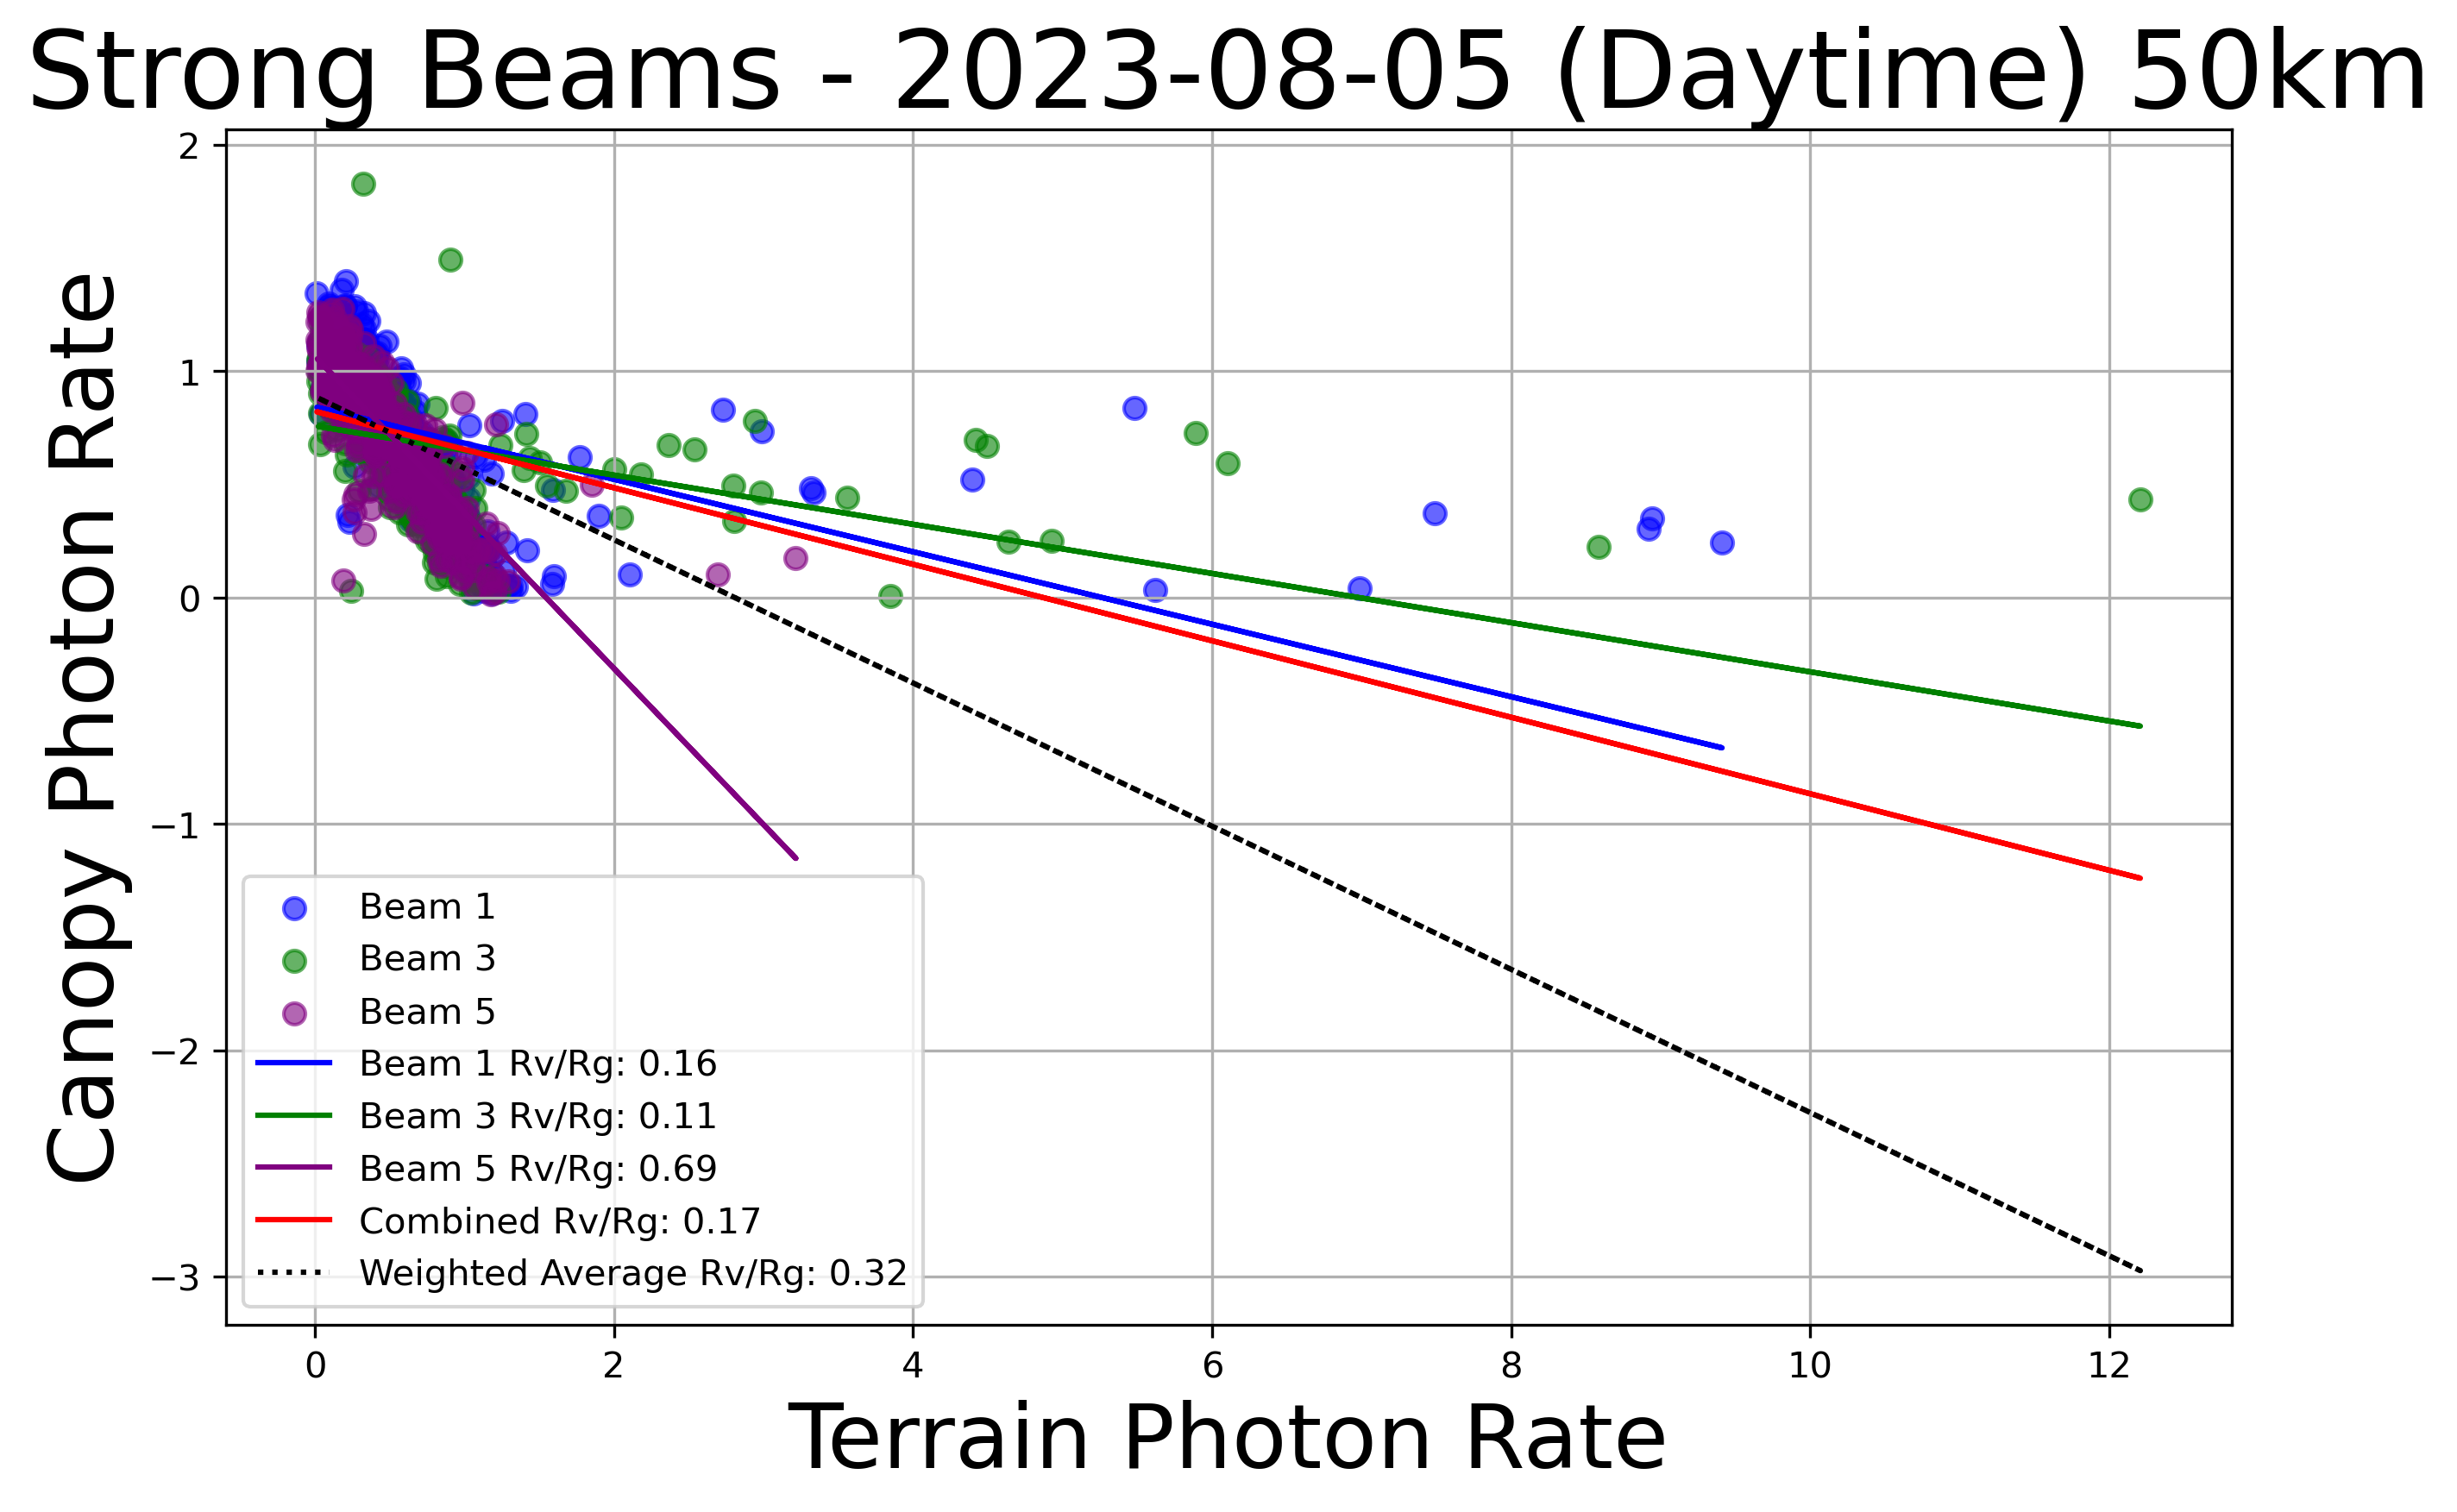 Strong Beams - 2023-08-05 (Daytime) 50km
2
1
0
−1
−2
−3
Canopy Photon Rate
Beam 1
Beam 3
Beam 5
Beam 1 Rv/Rg: 0.16
Beam 3 Rv/Rg: 0.11
Beam 5 Rv/Rg: 0.69
Combined Rv/Rg: 0.17
Weighted Average Rv/Rg: 0.32
0 2 4 6 8 10 12
Terrain Photon Rate